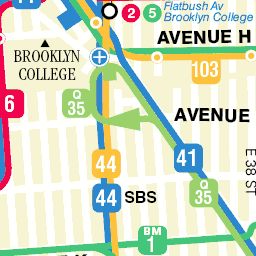 2 5 Flatbush Av
Brooklyn College
AVENUE H
BROOKLYN
COLLEGE
103
6
Q
35
AVENUE
44
41
E 38 ST
Q
35
44 SBS
BM
1
K